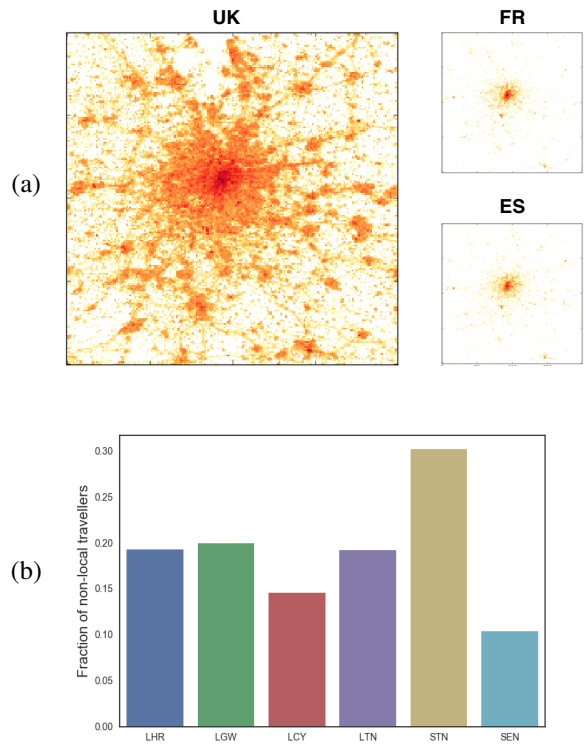 UK
FR
(a)
ES
(b)
Fraction of non-local travellers
0.30
0.25
0.20
0.15
0.10
0.05
0.00
LHR LGW LCY LTN STN SEN